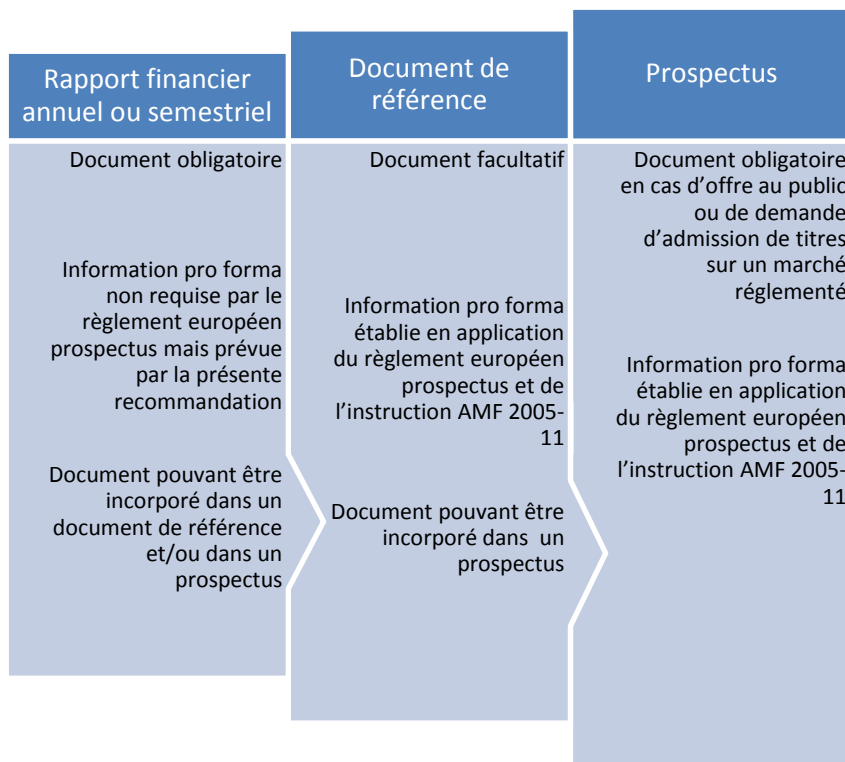 Rapport financier
annuel ou semestriel
Document obligatoire
Information pro forma
non requise par le
règlement européen
prospectus mais prévue
par la présente
recommandation
Document pouvant être
incorporé dans un
document de référence
et/ou dans un
prospectus
Document de
référence
Document facultatif
Information pro forma
établie en application
du règlement européen
prospectus et de
l’instruction AMF 2005-
11
Document pouvant être
incorporé dans un
prospectus
Prospectus
Document obligatoire
en cas d’offre au public
ou de demande
d’admission de titres
sur un marché
réglementé
Information pro forma
établie en application
du règlement européen
prospectus et de
l’instruction AMF 2005-
11